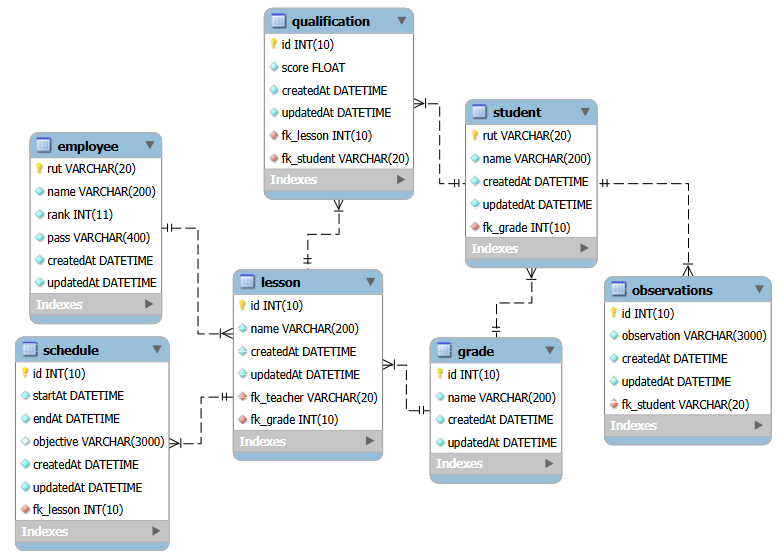 qualification
id INT(10)
score FLOAT
createdAt DATETIME
updatedAt DATETIME
fk_lesson INT(10)
fk_student VARCHAR(20)
Indexes
student
rut VARCHAR(20)
name VARCHAR(200)
createdAt DATETIME
updatedAt DATETIME
fk_grade INT(10)
Indexes
employee
rut VARCHAR(20)
name VARCHAR(200)
rank INT(11)
pass VARCHAR(400)
createdAt DATETIME
updatedAt DATETIME
Indexes
lesson
id INT(10)
name VARCHAR(200)
createdAt DATETIME
updatedAt DATETIME
fk_teacher VARCHAR(20)
fk_grade INT(10)
Indexes
observations
id INT(10)
observation VARCHAR(3000)
createdAt DATETIME
updatedAt DATETIME
fk_student VARCHAR(20)
Indexes
schedule
id INT(10)
startAt DATETIME
endAt DATETIME
objective VARCHAR(3000)
createdAt DATETIME
updatedAt DATETIME
fk_lesson INT(10)
Indexes
grade
id INT(10)
name VARCHAR(200)
createdAt DATETIME
updatedAt DATETIME
Indexes